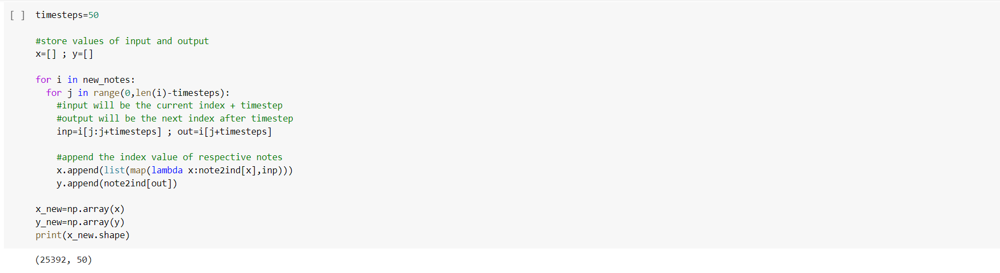 [ ] timesteps=50
#store values of input and output
x=[] ; y=[]
for i in new_notes:
for j in range(0,len(i)-timesteps):
#input will be the current index + timestep
#output will be the next index after timestep
inp=i[j:j+timesteps] ; out=i[j+timesteps]
#append the index value of respective notes
x.append(list(map(lambda x:note2ind[x],inp)))
y.append(note2ind[out])
x_new=np.array(x)
y_new=np.array(y)
print(x_new.shape)
(25392, 50)